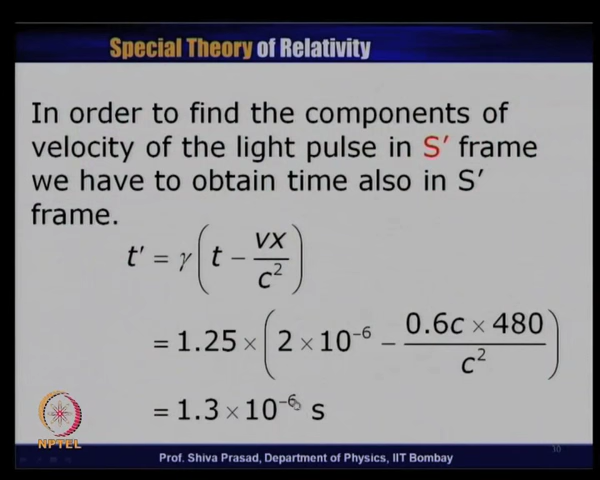 Special Theory of Relativity
In order to find the components of
velocity of the light pulse in S′ frame
we have to obtain time also in S′
frame.
t′ = γ(t − vx/c²)
= 1.25 × (2 × 10⁻⁶ − 0.6c × 480/c²)
= 1.3 × 10⁻⁶ s
NPTEL
Prof. Shiva Prasad, Department of Physics, IIT Bombay
10